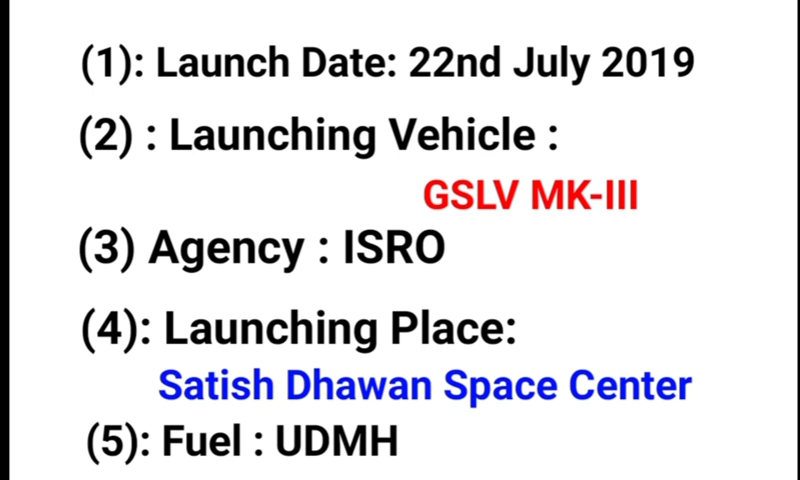 (1): Launch Date: 22nd July 2019
(2) : Launching Vehicle :
GSLV MK-III
(3) Agency : ISRO
(4): Launching Place:
Satish Dhawan Space Center
(5): Fuel : UDMH